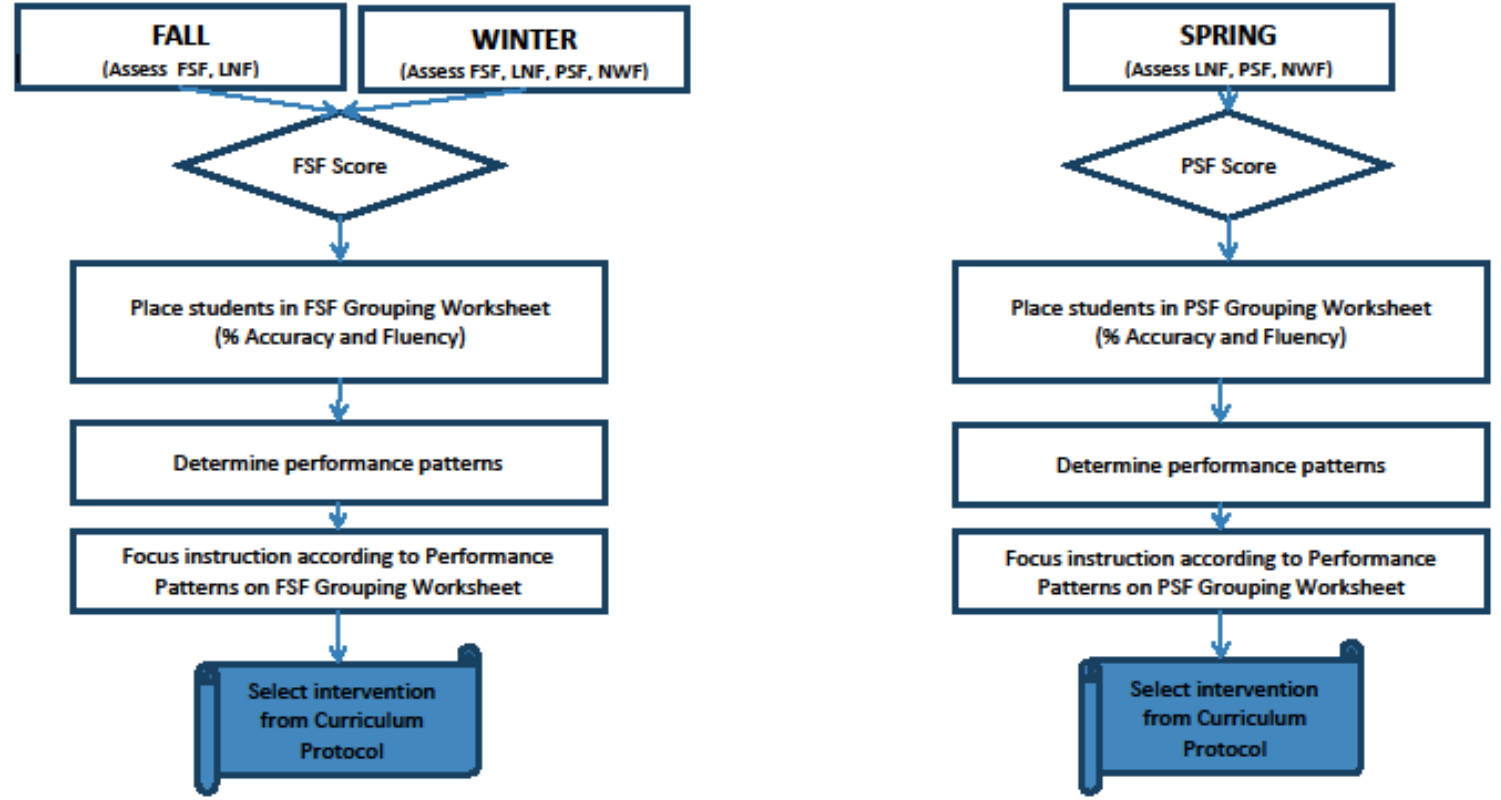 FALL
(Assess FSF, LNF)
WINTER
(Assess FSF, LNF, PSF, NWF)
FSF Score
Place students in FSF Grouping Worksheet
(% Accuracy and Fluency)
Determine performance patterns
Focus instruction according to Performance
Patterns on FSF Grouping Worksheet
Select intervention
from Curriculum
Protocol
SPRING
(Assess LNF, PSF, NWF)
PSF Score
Place students in PSF Grouping Worksheet
(% Accuracy and Fluency)
Determine performance patterns
Focus instruction according to Performance
Patterns on PSF Grouping Worksheet
Select intervention
from Curriculum
Protocol